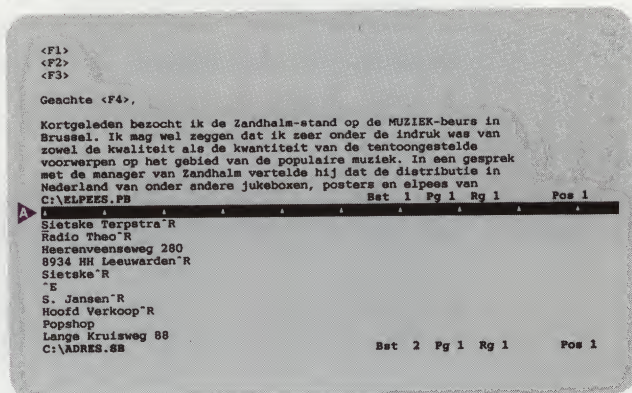 <F1>
<F2>
<F3>
Geachte <F4>,
Kortgeleden bezocht ik de Zandhalm-stand op de MUZIEK-beurs in
Brussel. Ik mag wel zeggen dat ik zeer onder de indruk was van
zowel de kwaliteit als de kwantiteit van de tentoongestelde
voorwerpen op het gebied van de populaire muziek. In een gesprek
met de manager van Zandhalm vertelde hij dat de distributie in
Nederland van onder andere jukeboxen, posters en elpees van
C:\ELPEES.PB Bst 1 Pg 1 Rg 1 Pos 1
A
Sietske Terpstra^R
Radio Theo^R
Heerenveenseweg 280
8934 HH Leeuwarden^R
Sietske^R
^E
S. Jansen^R
Hoofd Verkoop^R
Popshop
Lange Kruisweg 88
C:\ADRES.SB Bst 2 Pg 1 Rg 1 Pos 1